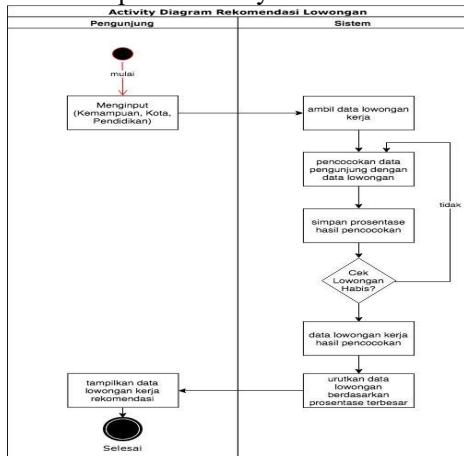 Activity Diagram Rekomendasi Lowongan
Pengunjung
Sistem
mulai
Menginput
(Kemampuan, Kota,
Pendidikan)
ambil data lowongan
kerja
pencocokan data
pengunjung dengan
data lowongan
tidak
simpan prosentase
hasil pencocokan
Cek
Lowongan
Habis?
data lowongan kerja
hasil pencocokan
urutkan data
lowongan
berdasarkan
prosentase terbesar
tampilkan data
lowongan kerja
rekomendasi
Selesai